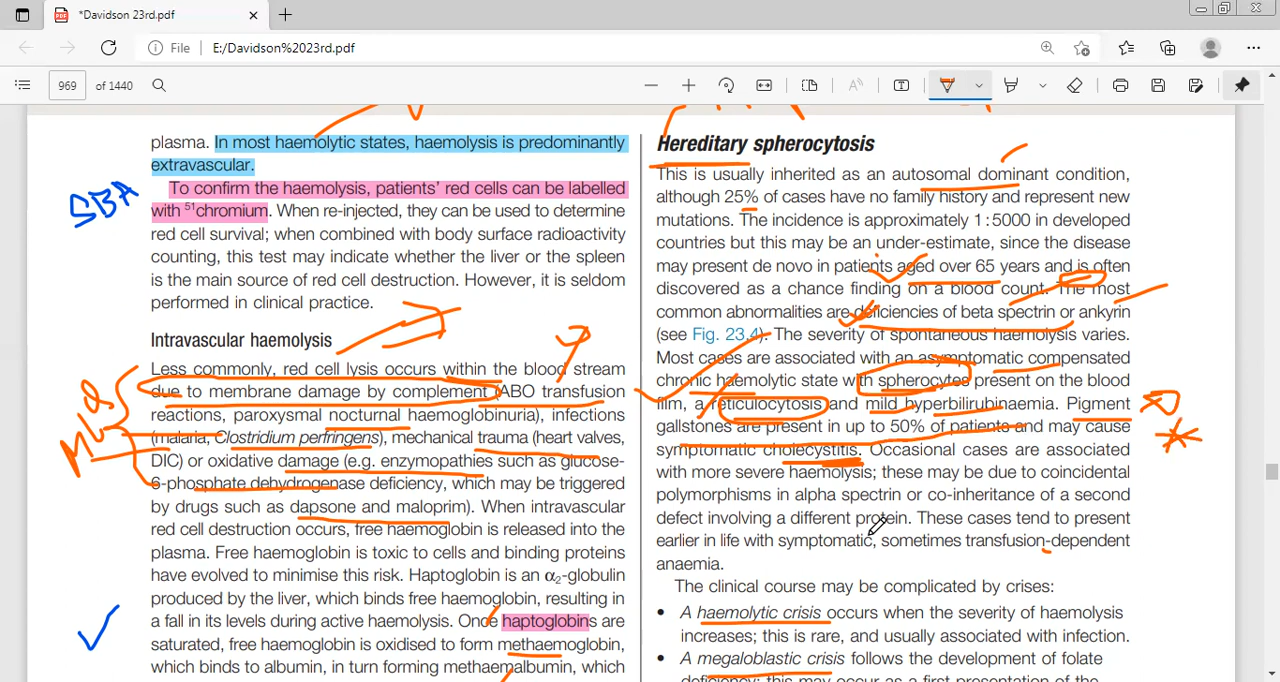 *Davidson 23rd.pdf
File E:/Davidson%2023rd.pdf
969 of 1440
plasma. In most haemolytic states, haemolysis is predominantly
extravascular.
SBA
To confirm the haemolysis, patients' red cells can be labelled
with ⁵¹chromium. When re-injected, they can be used to determine
red cell survival; when combined with body surface radioactivity
counting, this test may indicate whether the liver or the spleen
is the main source of red cell destruction. However, it is seldom
performed in clinical practice.
Intravascular haemolysis
Less commonly, red cell lysis occurs within the blood stream
due to membrane damage by complement (ABO transfusion
reactions, paroxysmal nocturnal haemoglobinuria), infections
(malaria, Clostridium perfringens), mechanical trauma (heart valves,
DIC) or oxidative damage (e.g. enzymopathies such as glucose-
6-phosphate dehydrogenase deficiency, which may be triggered
by drugs such as dapsone and maloprim). When intravascular
red cell destruction occurs, free haemoglobin is released into the
plasma. Free haemoglobin is toxic to cells and binding proteins
have evolved to minimise this risk. Haptoglobin is an α₂-globulin
produced by the liver, which binds free haemoglobin, resulting in
a fall in its levels during active haemolysis. Once haptoglobins are
saturated, free haemoglobin is oxidised to form methaemoglobin,
which binds to albumin, in turn forming methaemalbumin, which
Hereditary spherocytosis
This is usually inherited as an autosomal dominant condition,
although 25% of cases have no family history and represent new
mutations. The incidence is approximately 1 : 5000 in developed
countries but this may be an under-estimate, since the disease
may present de novo in patients aged over 65 years and is often
discovered as a chance finding on a blood count. The most
common abnormalities are deficiencies of beta spectrin or ankyrin
(see Fig. 23.4). The severity of spontaneous haemolysis varies.
Most cases are associated with an asymptomatic compensated
chronic haemolytic state with spherocytes present on the blood
film, a reticulocytosis and mild hyperbilirubinaemia. Pigment
gallstones are present in up to 50% of patients and may cause
symptomatic cholecystitis. Occasional cases are associated
with more severe haemolysis; these may be due to coincidental
polymorphisms in alpha spectrin or co-inheritance of a second
defect involving a different protein. These cases tend to present
earlier in life with symptomatic, sometimes transfusion-dependent
anaemia.
The clinical course may be complicated by crises:
• A haemolytic crisis occurs when the severity of haemolysis
increases; this is rare, and usually associated with infection.
• A megaloblastic crisis follows the development of folate
deficiency; this may occur as a first presentation of the